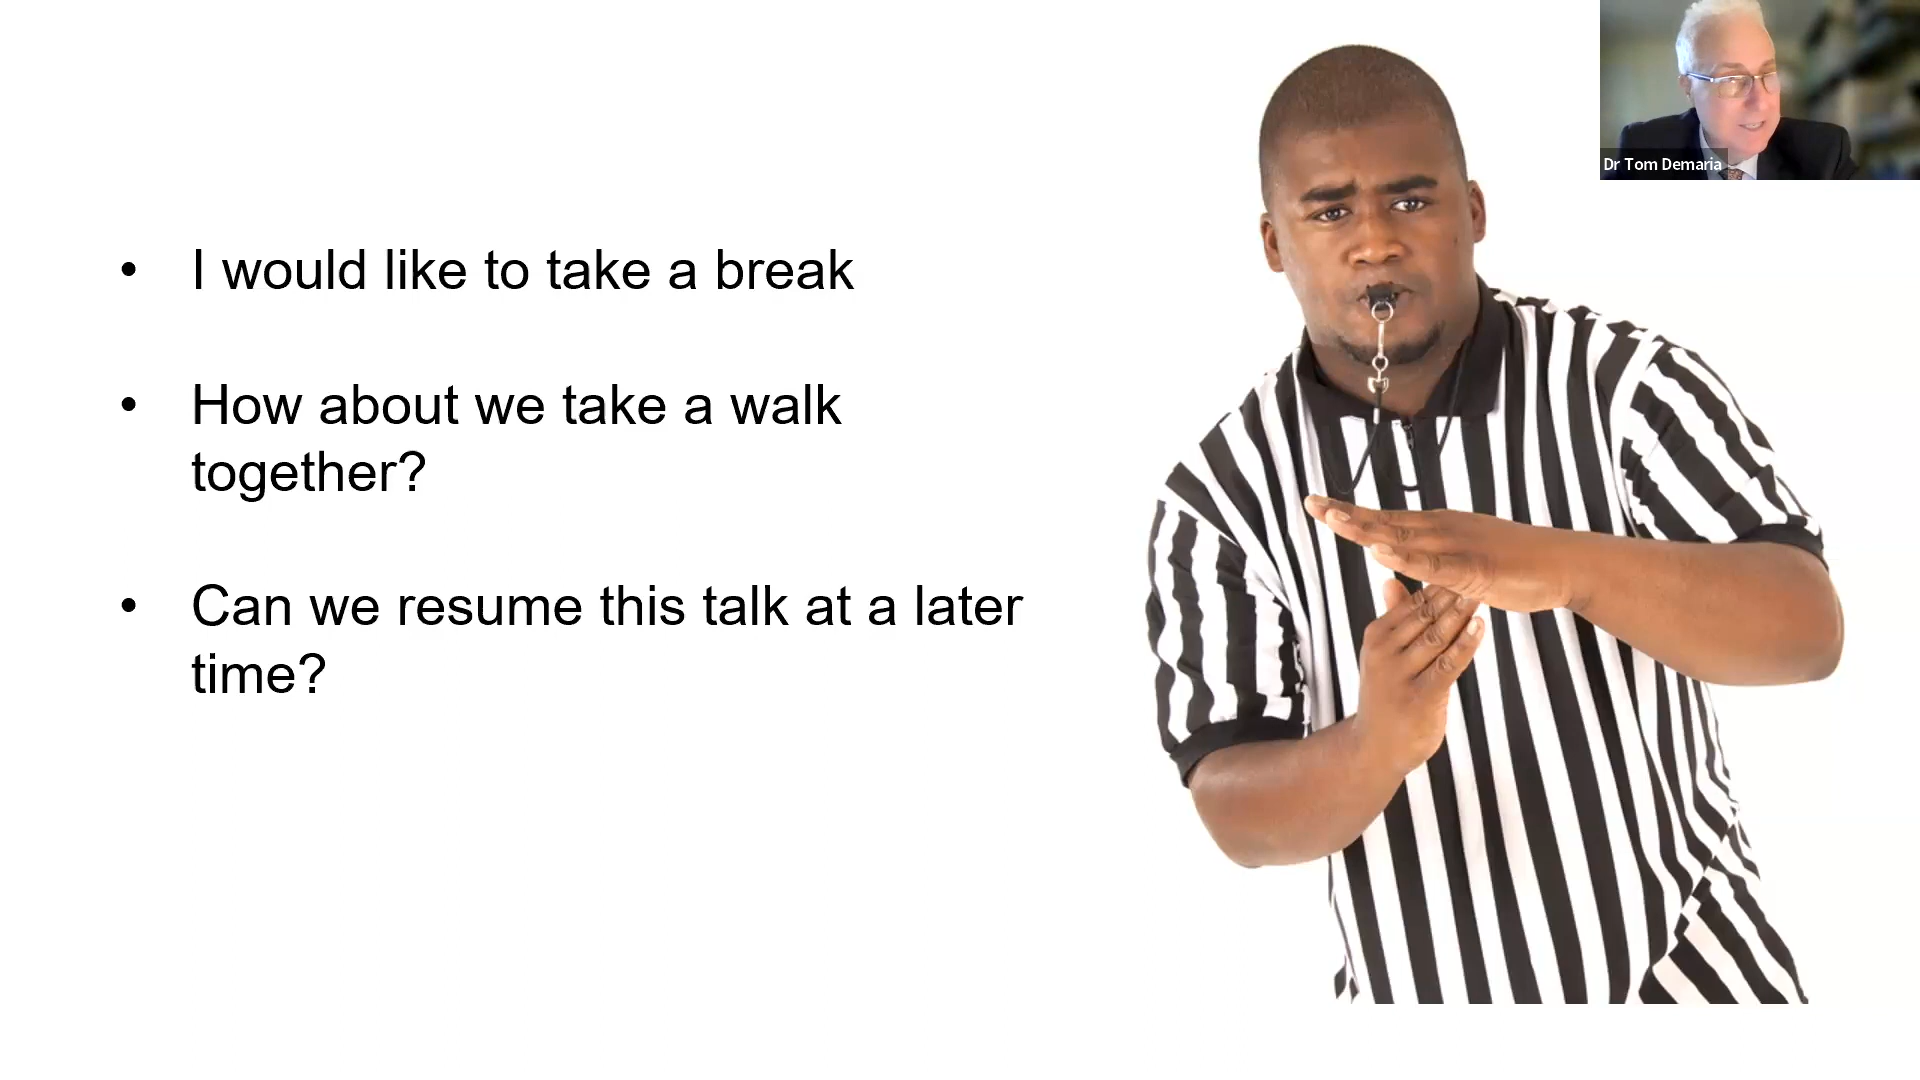 • I would like to take a break
• How about we take a walk
together?
• Can we resume this talk at a later
time?
Dr Tom Demaria